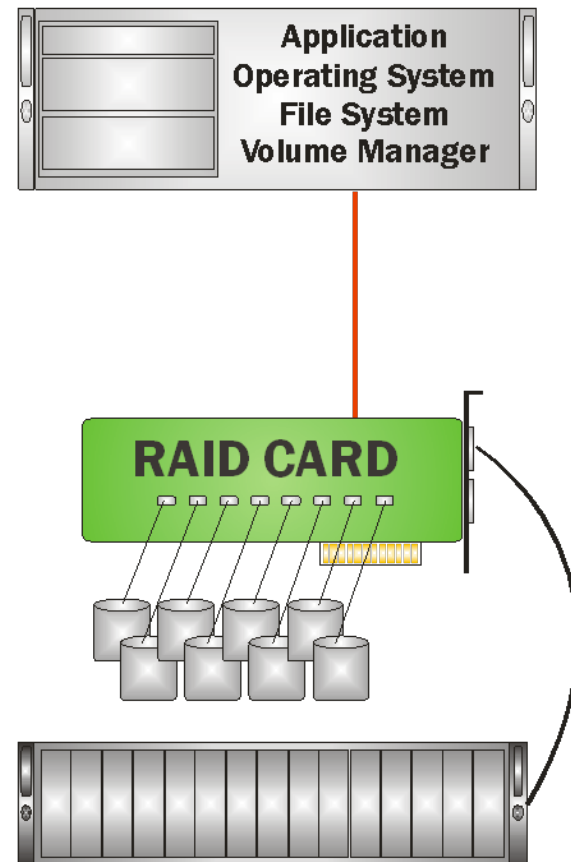 Application
Operating System
File System
Volume Manager
RAID CARD